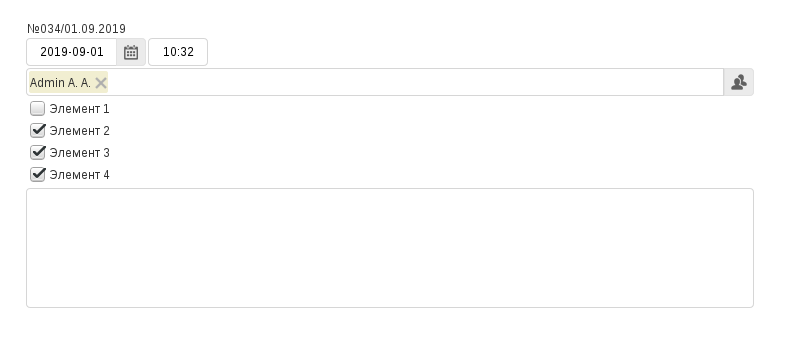 №034/01.09.2019
2019-09-01 10:32
Admin A. A.
Элемент 1
Элемент 2
Элемент 3
Элемент 4